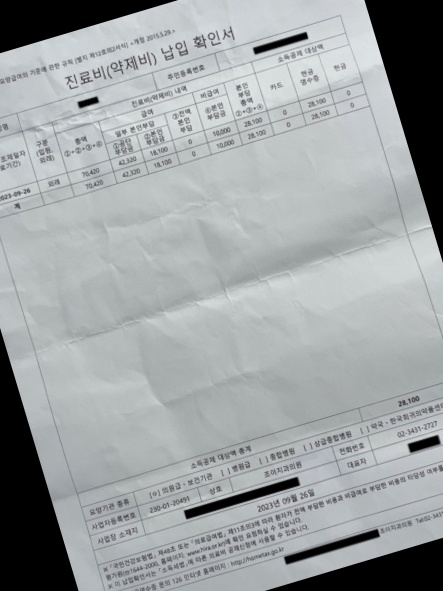 요양급여의 기준에 관한 규칙 [별지 제12호의2서식] <개정 2015.5.29.>
진료비(약제비) 납입 확인서
주민등록번호
진료비(약제비) 내역
소득공제 대상액
구분 (입원, 외래)
총액 ①+②+③+④
급여
일부 본인부담
①공단 부담금
②본인 부담금
③전액 본인 부담
비급여
④본인 부담금
본인 부담 총액 ②+③+④
카드
현금 영수증
현금
2023-09-26 외래 70,420 42,320 18,100 0 10,000 28,100 0 28,100 0
계 70,420 42,320 18,100 0 10,000 28,100 0 28,100 0
소득공제 대상액 총계 28,100
요양기관 종류 [o] 의원급·보건기관 [ ] 병원급 [ ] 종합병원 [ ] 상급종합병원 [ ] 약국·한국희귀의약품센
사업자등록번호 230-01-20491 상호 조아치과의원 전화번호 02-3431-2727
사업장 소재지 대표자
2023년 09월 26일
※「국민건강보험법」제48조 또는 「의료급여법」제11조의3에 따라 환자가 전액 부담한 비용과 비급여로 부담한 비용의 타당성 여부를
평가원(☎1644-2000, 홈페이지: www.hira.or.kr)에 확인 요청하실 수 있습니다.
※ 이 납입확인서는 「소득세법」에 따른 의료비 공제신청에 사용할 수 있습니다.
문의 126 인터넷 홈페이지 : http://hometax.go.kr
조아치과의원